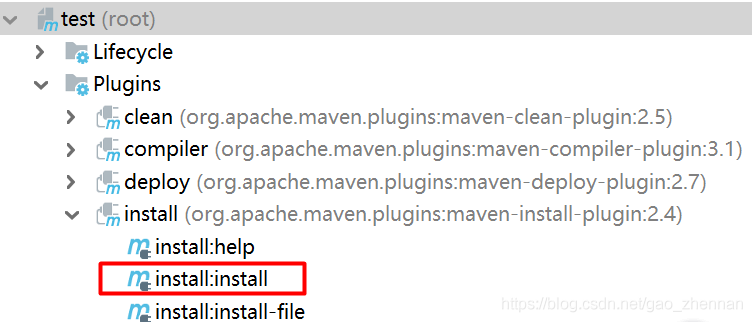 test (root)
Lifecycle
Plugins
clean (org.apache.maven.plugins:maven-clean-plugin:2.5)
compiler (org.apache.maven.plugins:maven-compiler-plugin:3.1)
deploy (org.apache.maven.plugins:maven-deploy-plugin:2.7)
install (org.apache.maven.plugins:maven-install-plugin:2.4)
install:help
install:install
install:install-file
https://blog.csdn.net/gao_zhennan